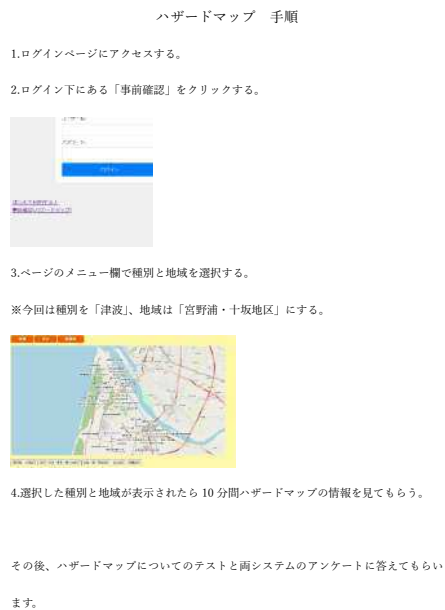 ハザードマップ　手順
1.ログインページにアクセスする。
2.ログイン下にある「事前確認」をクリックする。
3.ページのメニュー欄で種別と地域を選択する。
※今回は種別を「津波」、地域は「宮野浦・十坂地区」にする。
4.選択した種別と地域が表示されたら 10 分間ハザードマップの情報を見てもらう。
その後、ハザードマップについてのテストと両システムのアンケートに答えてもらい
ます。